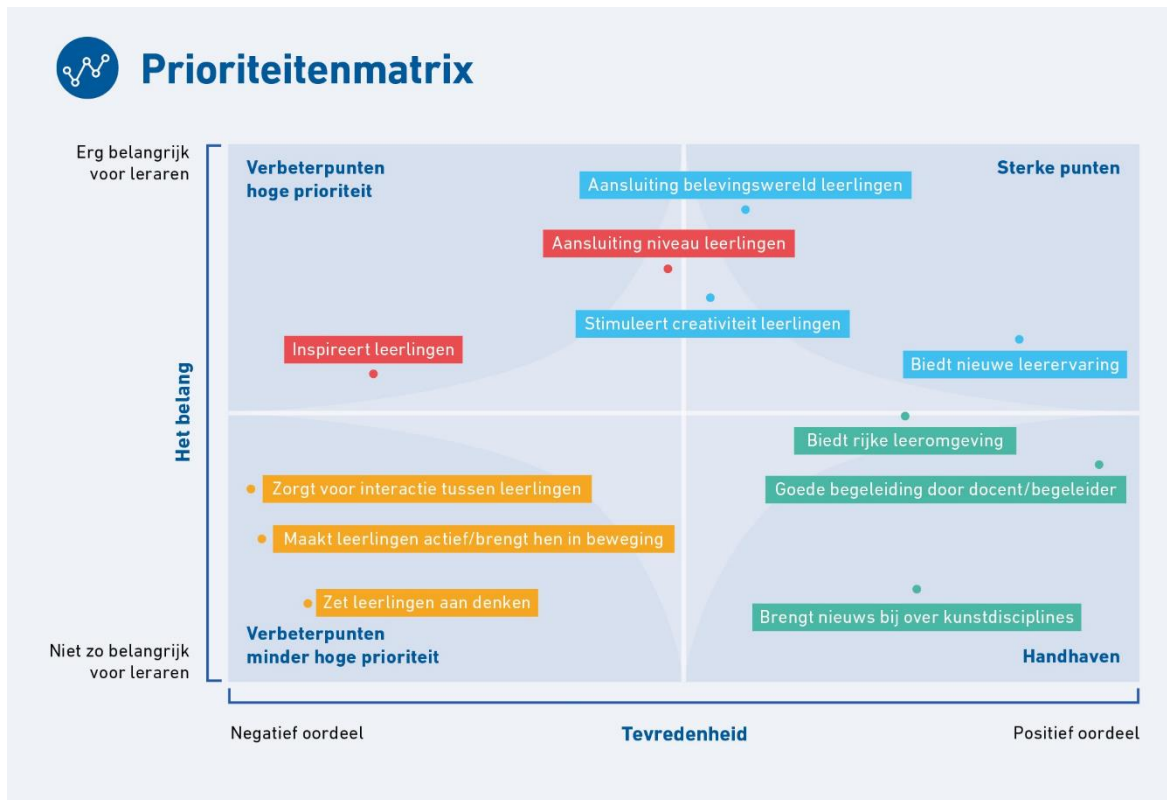 Prioriteitenmatrix
Erg belangrijk
voor leraren
Verbeterpunten
hoge prioriteit
Sterke punten
Aansluiting belevingswereld leerlingen
Aansluiting niveau leerlingen
Stimuleert creativiteit leerlingen
Inspireert leerlingen
Biedt nieuwe leerervaring
Het belang
Biedt rijke leeromgeving
Zorgt voor interactie tussen leerlingen
Goede begeleiding door docent/begeleider
Maakt leerlingen actief/brengt hen in beweging
Zet leerlingen aan denken
Brengt nieuws bij over kunstdisciplines
Verbeterpunten
minder hoge prioriteit
Handhaven
Niet zo belangrijk
voor leraren
Negatief oordeel
Tevredenheid
Positief oordeel